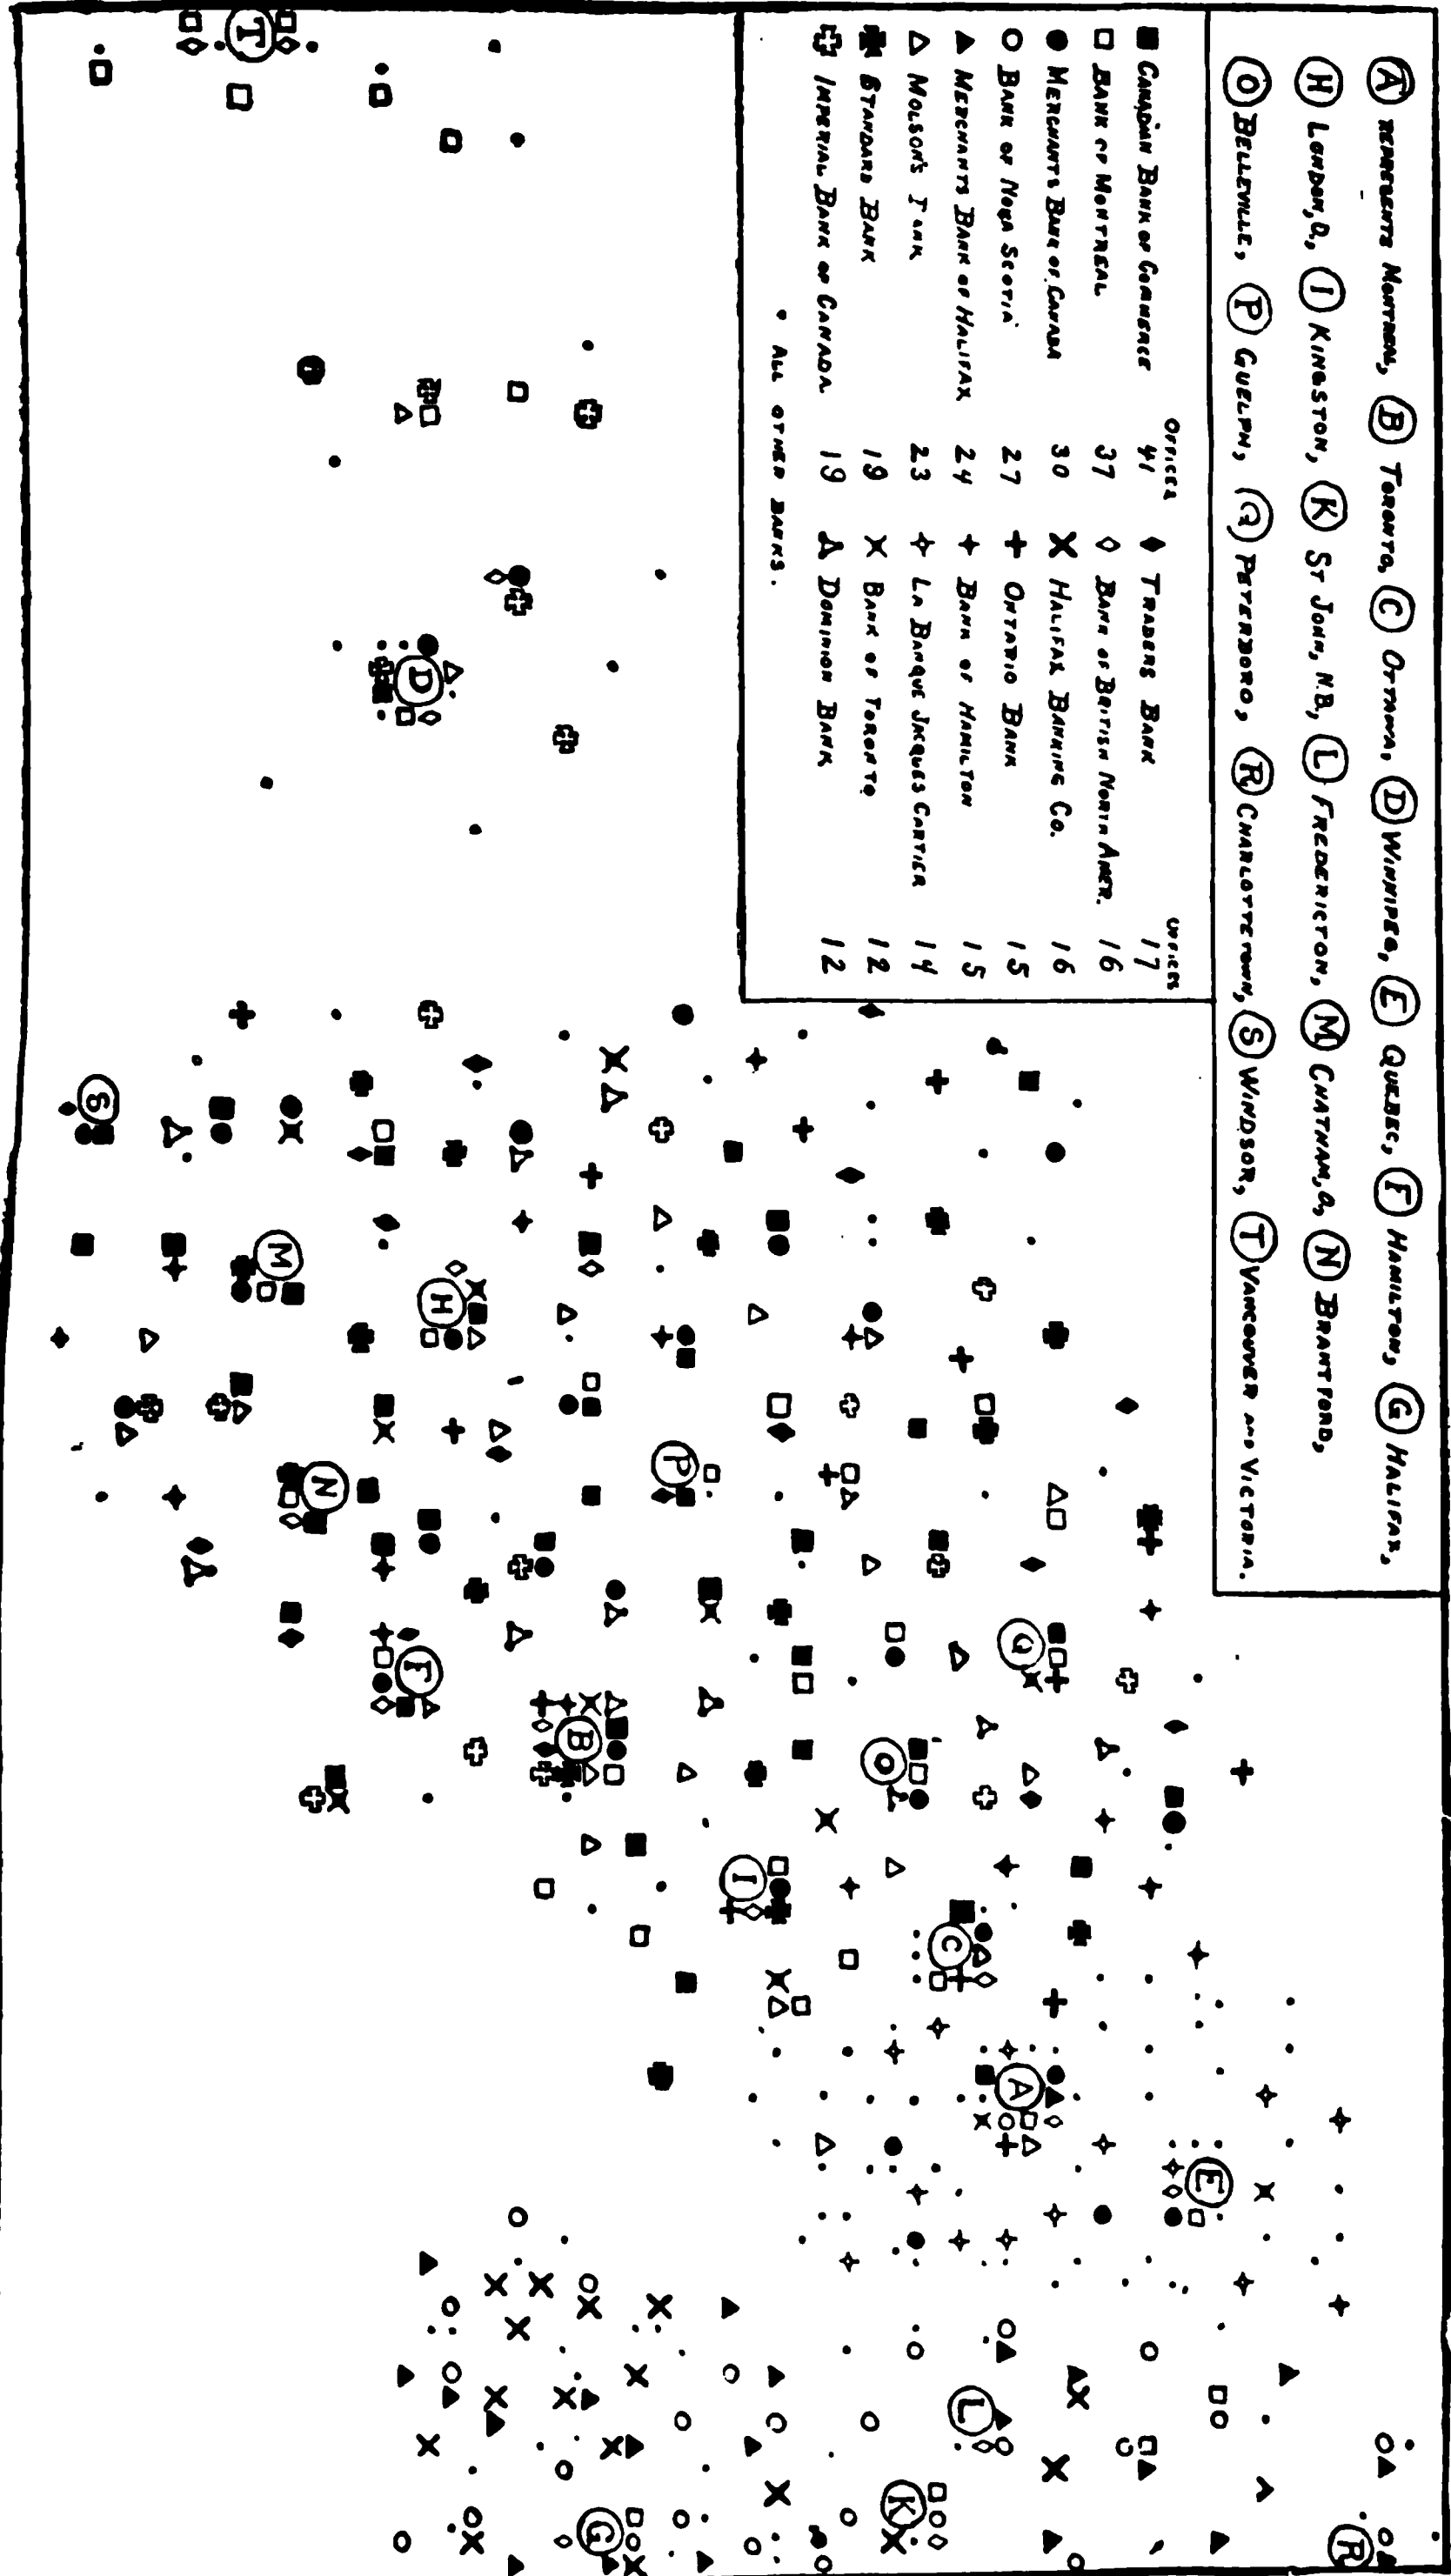 Ⓐ REPRESENTS MONTREAL, Ⓑ TORONTO, Ⓒ OTTAWA, Ⓓ WINNIPEG, Ⓔ QUEBEC, Ⓕ HAMILTON, Ⓖ HALIFAX,
Ⓗ LONDON, O, Ⓘ KINGSTON, Ⓚ ST JOHN, N.B, Ⓛ FREDERICTON, Ⓜ CHATHAM, O, Ⓝ BRANTFORD,
Ⓞ BELLEVILLE, Ⓟ GUELPH, Ⓠ PETERBORO, Ⓡ CHARLOTTETOWN, Ⓢ WINDSOR, Ⓣ VANCOUVER AND VICTORIA.
OFFICES OFFICES
■ CANADIAN BANK OF COMMERCE 41 ♦ TRADERS BANK 17
□ BANK OF MONTREAL 37 ◊ BANK OF BRITISH NORTH AMER. 16
● MERCHANTS BANK OF CANADA 30 ✕ HALIFAX BANKING CO. 16
○ BANK OF NOVA SCOTIA 27 + ONTARIO BANK 15
▲ MERCHANTS BANK OF HALIFAX 24 ✦ BANK OF HAMILTON 15
△ MOLSON'S BANK 23 ✧ LA BANQUE JACQUES CARTIER 14
STANDARD BANK 19 × BANK OF TORONTO 12
IMPERIAL BANK OF CANADA 19 DOMINION BANK 12
• ALL OTHER BANKS.
R
E
Q
A
L
C
K
O
I
P
B
G
H
F
D
N
M
T
S